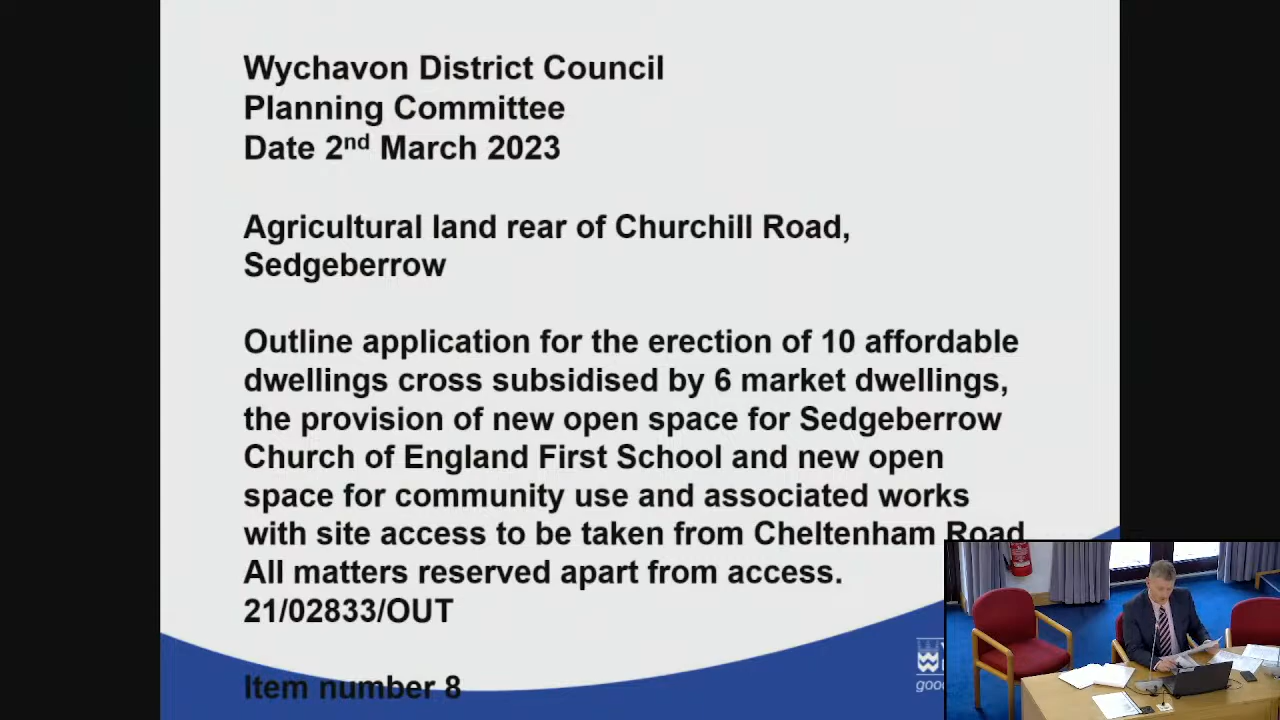 Wychavon District Council
Planning Committee
Date 2nd March 2023
Agricultural land rear of Churchill Road,
Sedgeberrow
Outline application for the erection of 10 affordable
dwellings cross subsidised by 6 market dwellings,
the provision of new open space for Sedgeberrow
Church of England First School and new open
space for community use and associated works
with site access to be taken from Cheltenham Road
All matters reserved apart from access.
21/02833/OUT
Item number 8